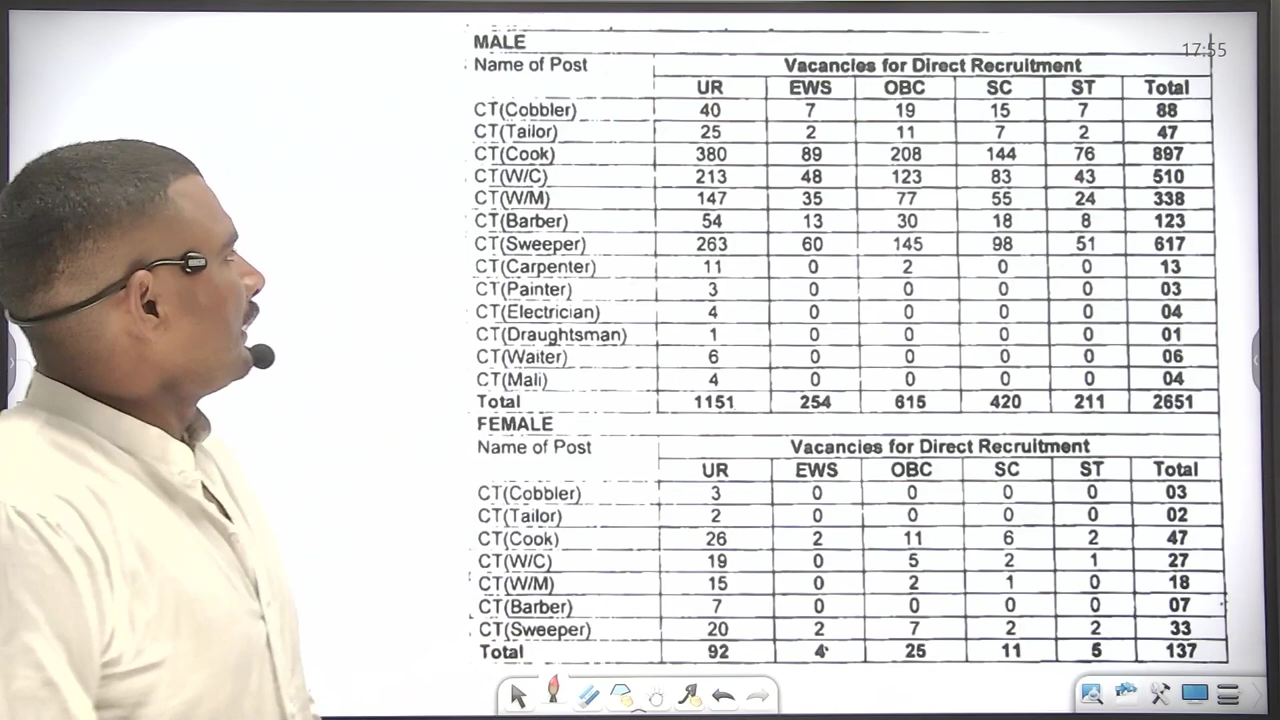 17:55
MALE
Name of Post Vacancies for Direct Recruitment
UR EWS OBC SC ST Total
CT(Cobbler) 40 7 19 15 7 88
CT(Tailor) 25 2 11 7 2 47
CT(Cook) 380 89 208 144 76 897
CT(W/C) 213 48 123 83 43 510
CT(W/M) 147 35 77 55 24 338
CT(Barber) 54 13 30 18 8 123
CT(Sweeper) 263 60 145 98 51 617
CT(Carpenter) 11 0 2 0 0 13
CT(Painter) 3 0 0 0 0 03
CT(Electrician) 4 0 0 0 0 04
CT(Draughtsman) 1 0 0 0 0 01
CT(Waiter) 6 0 0 0 0 06
CT(Mali) 4 0 0 0 0 04
Total 1151 254 615 420 211 2651
FEMALE
Name of Post Vacancies for Direct Recruitment
UR EWS OBC SC ST Total
CT(Cobbler) 3 0 0 0 0 03
CT(Tailor) 2 0 0 0 0 02
CT(Cook) 26 2 11 6 2 47
CT(W/C) 19 0 5 2 1 27
CT(W/M) 15 0 2 1 0 18
CT(Barber) 7 0 0 0 0 07
CT(Sweeper) 20 2 7 2 2 33
Total 92 4 25 11 5 137